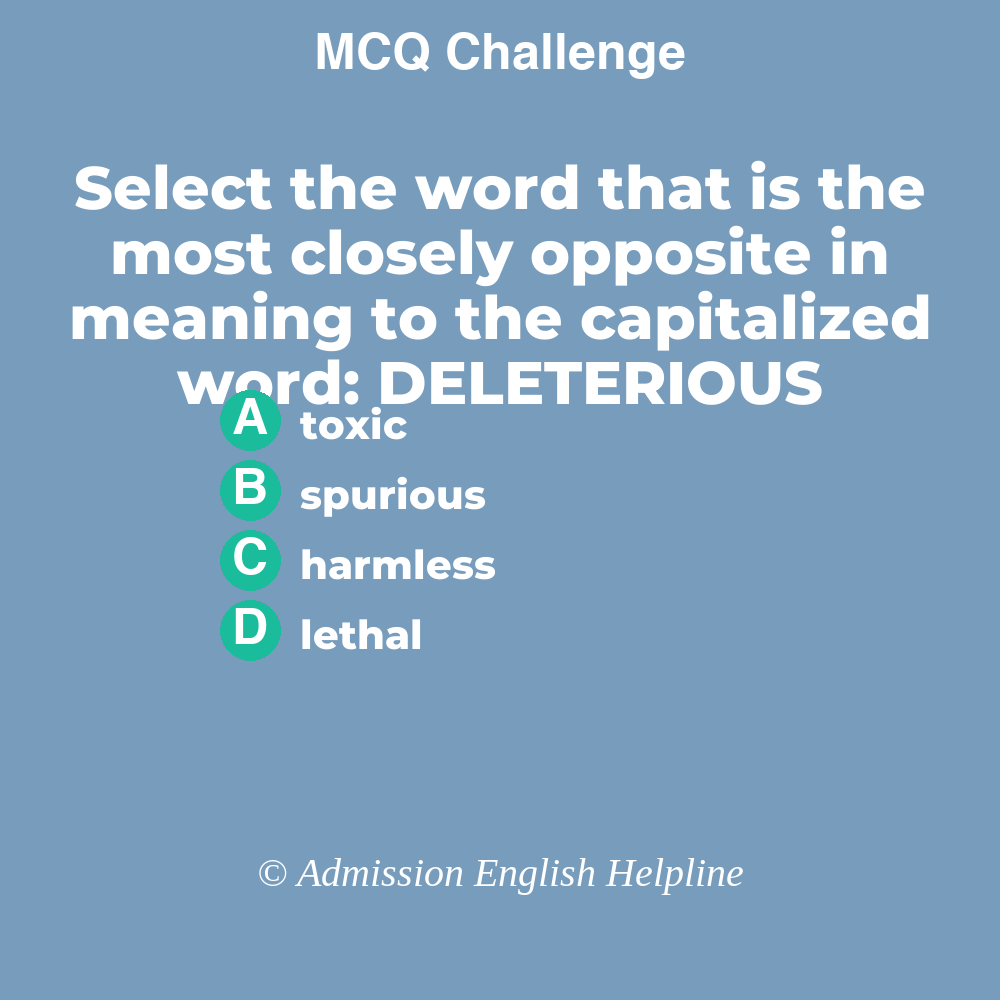 MCQ Challenge
Select the word that is the
most closely opposite in
meaning to the capitalized
word: DELETERIOUS
A toxic
B spurious
C harmless
D lethal
© Admission English Helpline